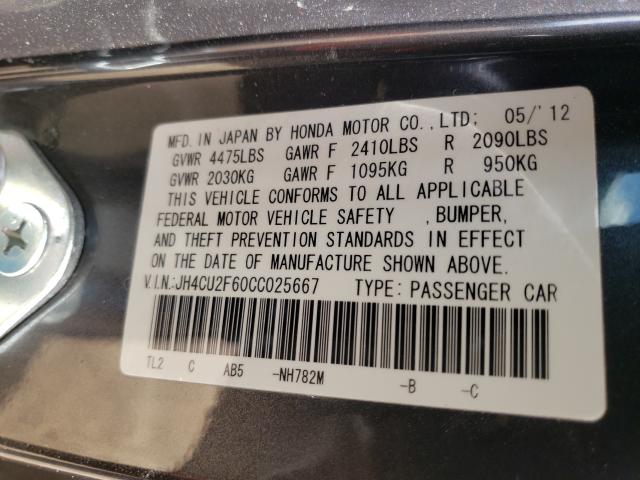 MFD. IN JAPAN BY HONDA MOTOR CO.,LTD: 05/'12
GVWR 4475LBS GAWR F 2410LBS R 2090LBS
GVWR 2030KG GAWR F 1095KG R 950KG
THIS VEHICLE CONFORMS TO ALL APPLICABLE
FEDERAL MOTOR VEHICLE SAFETY , BUMPER,
AND THEFT PREVENTION STANDARDS IN EFFECT
ON THE DATE OF MANUFACTURE SHOWN ABOVE.
V.I.N.:JH4CU2F60CC025667 TYPE: PASSENGER CAR
TL2 C AB5 -NH782M -B -C